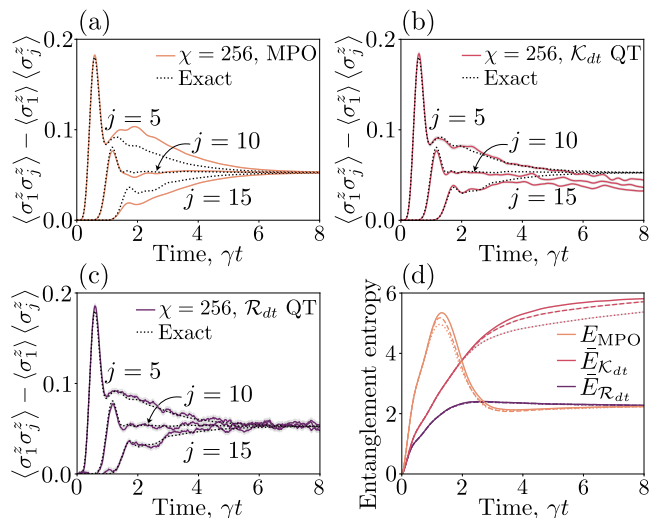 (a)
⟨σ₁ᶻσⱼᶻ⟩ − ⟨σ₁ᶻ⟩ ⟨σⱼᶻ⟩
0.2
0.1
0.0
χ = 256, MPO
Exact
j = 5
j = 10
j = 15
0 2 4 6 8
Time, γt
(b)
⟨σ₁ᶻσⱼᶻ⟩ − ⟨σ₁ᶻ⟩ ⟨σⱼᶻ⟩
0.2
0.1
0.0
χ = 256, 𝒦_dt QT
Exact
j = 5
j = 10
j = 15
0 2 4 6 8
Time, γt
(c)
⟨σ₁ᶻσⱼᶻ⟩ − ⟨σ₁ᶻ⟩ ⟨σⱼᶻ⟩
0.2
0.1
0.0
χ = 256, ℛ_dt QT
Exact
j = 5
j = 10
j = 15
0 2 4 6 8
Time, γt
(d)
Entanglement entropy
6
4
2
0
E_MPO
Ē_𝒦_dt
Ē_ℛ_dt
0 2 4 6 8
Time, γt